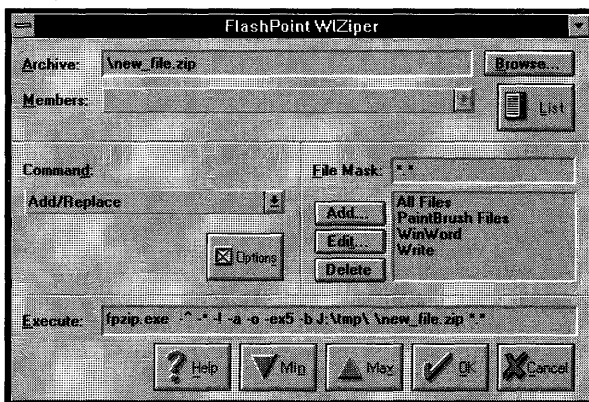 FlashPoint WIZiper
Archive: \new_file.zip Browse...
Members: List
Command: File Mask: *.*
Add/Replace
Add... All Files
PaintBrush Files
Edit... WinWord
Options Write
Delete
Execute: fpzip.exe -^ -* -l -a -o -ex5 -b J:\tmp\ \new_file.zip *.*
Help Min Max OK Cancel